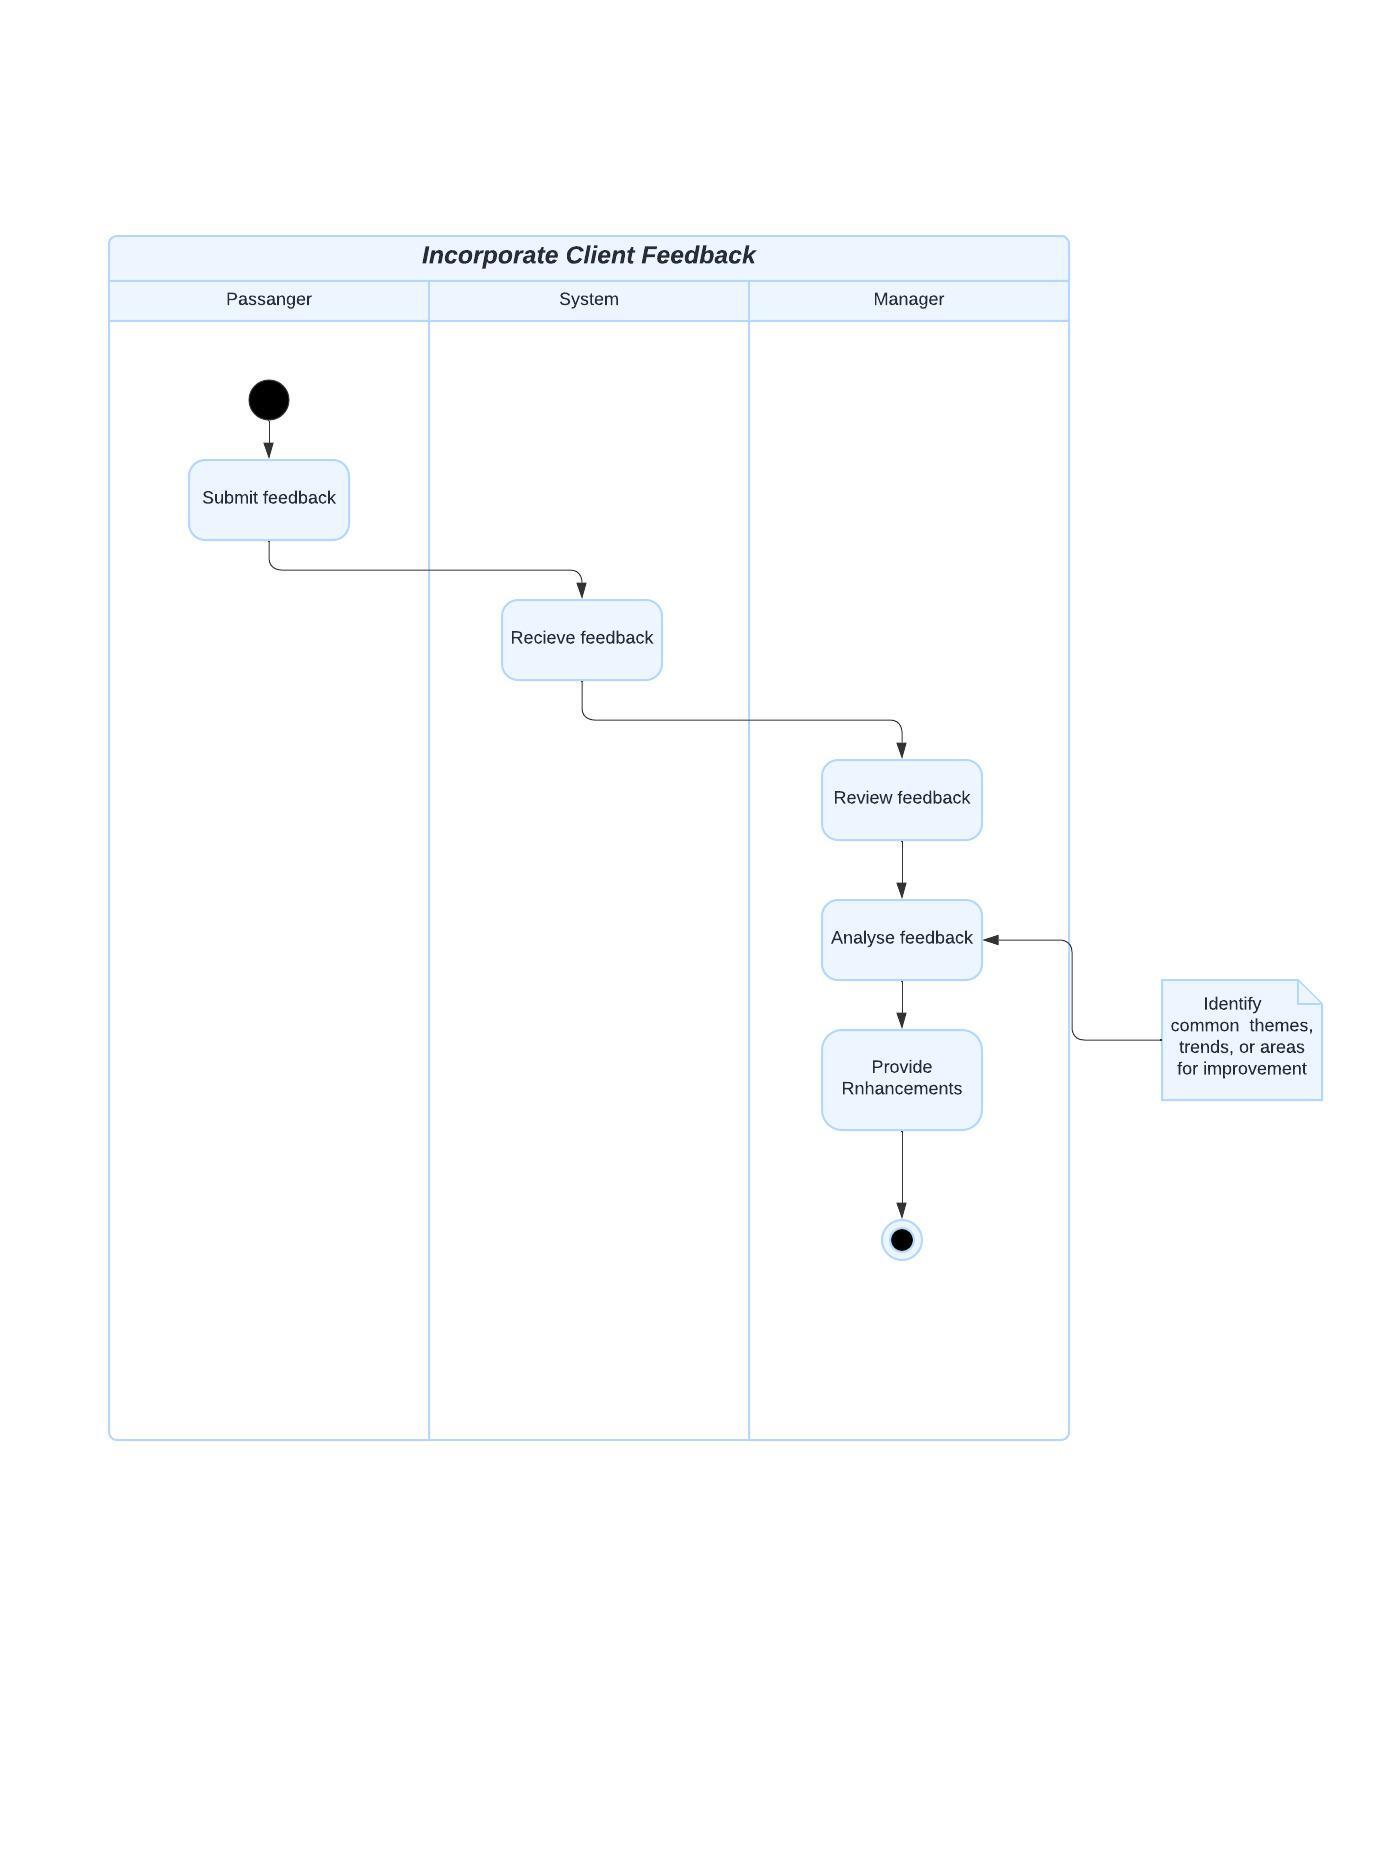 Incorporate Client Feedback
Passanger
System
Manager
Submit feedback
Recieve feedback
Review feedback
Analyse feedback
Identify
common  themes,
trends, or areas
for improvement
Provide
Rnhancements